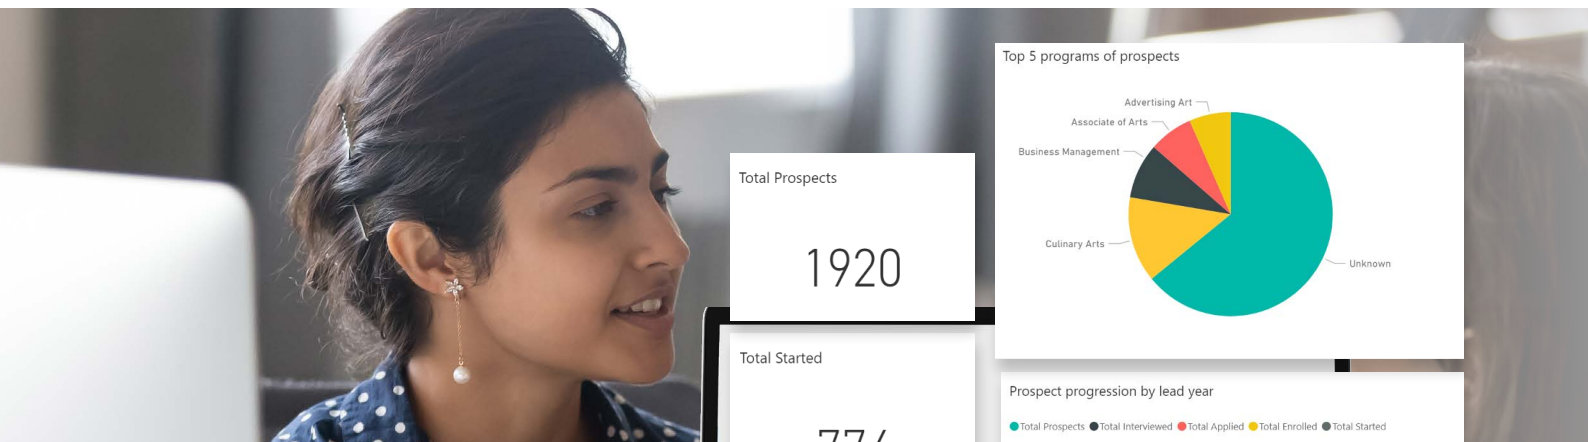 Top 5 programs of prospects
Advertising Art
Associate of Arts
Business Management
Culinary Arts
Unknown
Total Prospects
1920
Total Started
Prospect progression by lead year
Total Prospects Total Interviewed Total Applied Total Enrolled Total Started